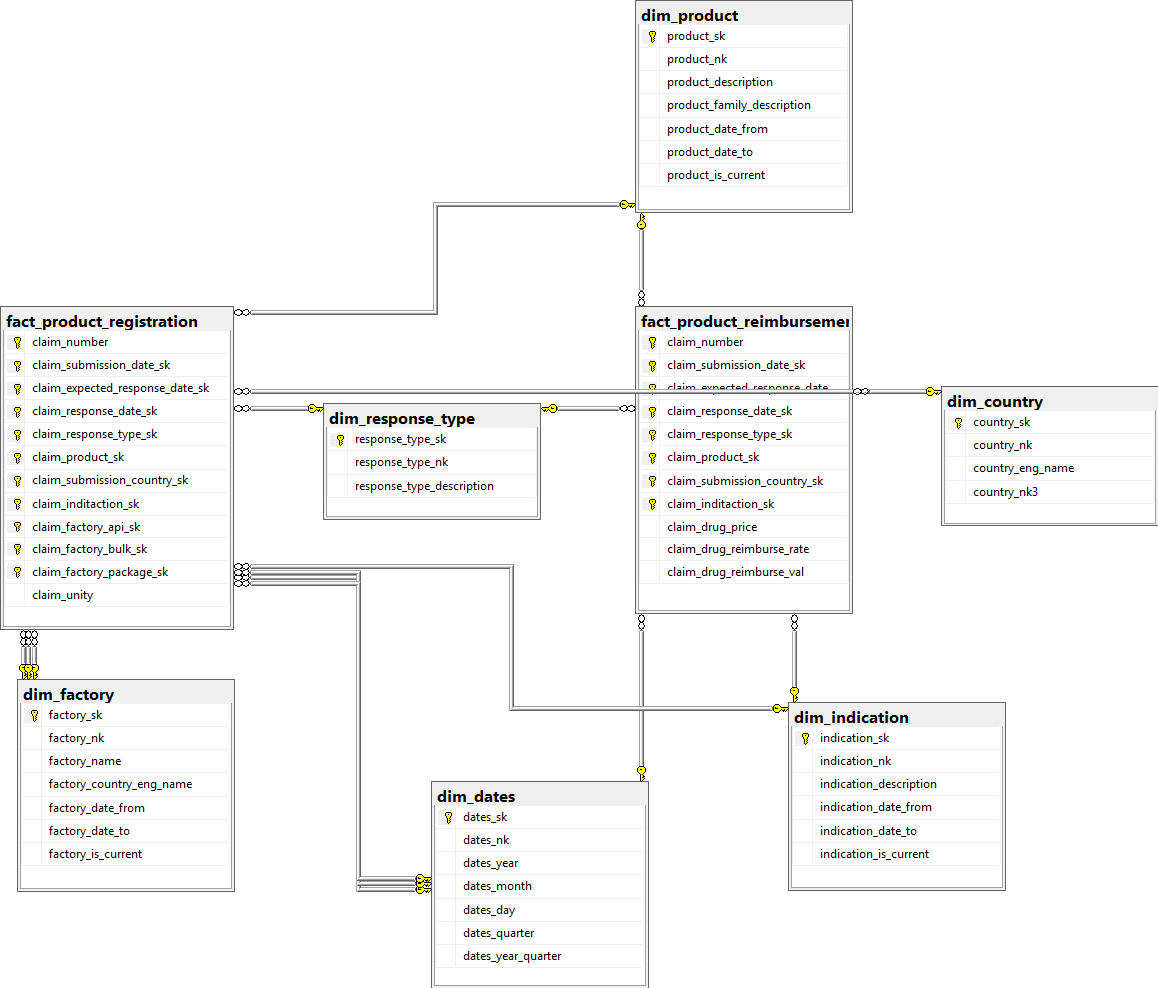 dim_product
product_sk
product_nk
product_description
product_family_description
product_date_from
product_date_to
product_is_current
fact_product_registration
claim_number
claim_submission_date_sk
claim_expected_response_date_sk
claim_response_date_sk
claim_response_type_sk
claim_product_sk
claim_submission_country_sk
claim_inditaction_sk
claim_factory_api_sk
claim_factory_bulk_sk
claim_factory_package_sk
claim_unity
fact_product_reimbursemen
claim_number
claim_submission_date_sk
claim_expected_response_date
claim_response_date_sk
claim_response_type_sk
claim_product_sk
claim_submission_country_sk
claim_inditaction_sk
claim_drug_price
claim_drug_reimburse_rate
claim_drug_reimburse_val
dim_response_type
response_type_sk
response_type_nk
response_type_description
dim_country
country_sk
country_nk
country_eng_name
country_nk3
dim_factory
factory_sk
factory_nk
factory_name
factory_country_eng_name
factory_date_from
factory_date_to
factory_is_current
dim_dates
dates_sk
dates_nk
dates_year
dates_month
dates_day
dates_quarter
dates_year_quarter
dim_indication
indication_sk
indication_nk
indication_description
indication_date_from
indication_date_to
indication_is_current